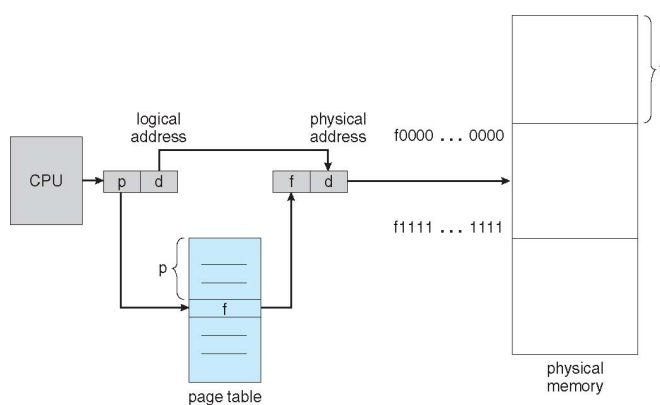 logical
address
physical
address
f0000 ... 0000
CPU
p
d
f
d
f1111 ... 1111
p
f
page table
physical
memory